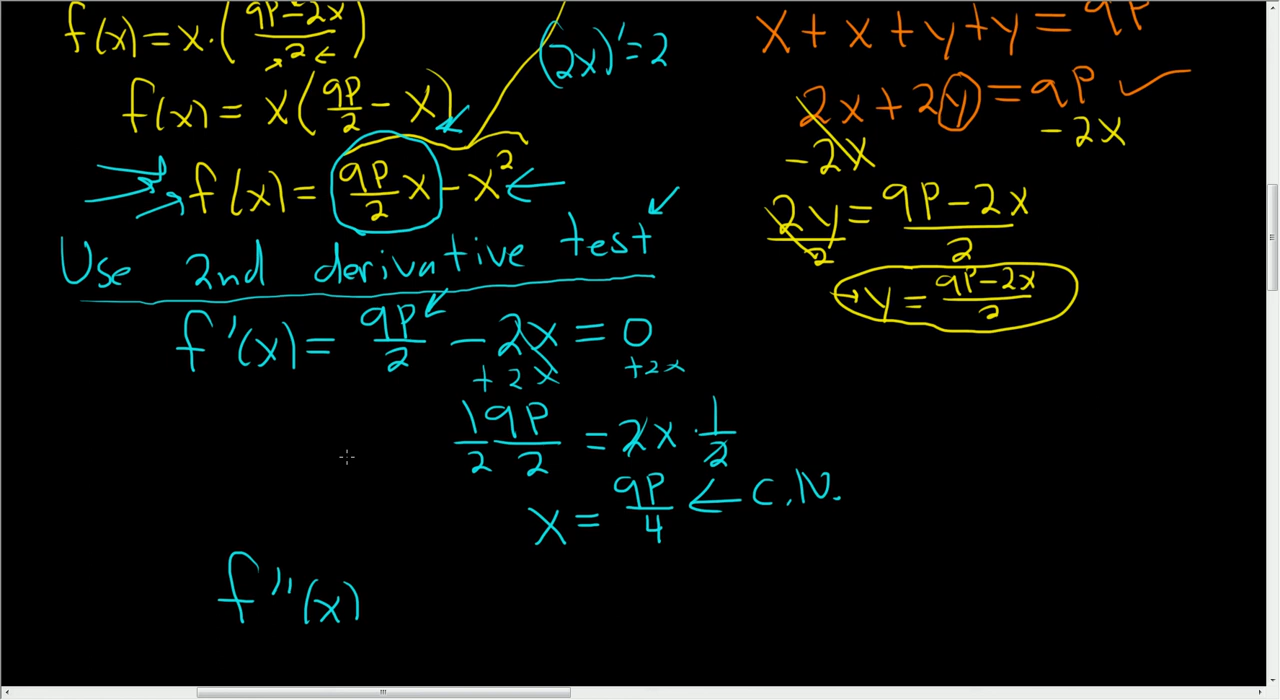 f(x) = x·(9P-2x/2)
f(x) = x(9P/2 - x)
f(x) = 9P/2 x - x²
(2x)' = 2
x + x + y + y = 9P
2x + 2y = 9P
-2x -2x
2y/2 = 9P-2x/2
y = 9P-2x/2
Use 2nd derivative test
f'(x) = 9P/2 - 2x = 0
+2x +2x
1/2 9P/2 = 2x · 1/2
x = 9P/4 ← C.N.
f''(x)